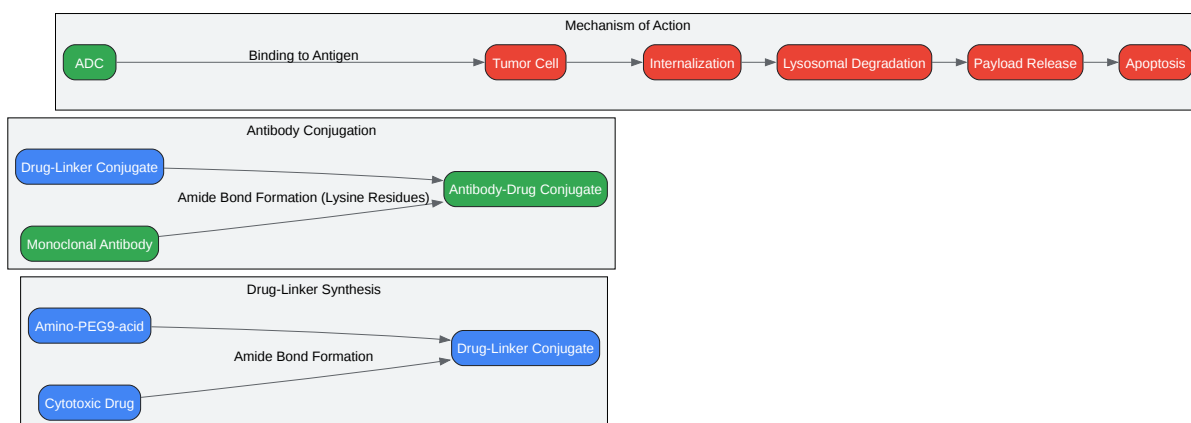 Mechanism of Action
ADC
Binding to Antigen
Tumor Cell
Internalization
Lysosomal Degradation
Payload Release
Apoptosis
Antibody Conjugation
Drug-Linker Conjugate
Amide Bond Formation (Lysine Residues)
Antibody-Drug Conjugate
Monoclonal Antibody
Drug-Linker Synthesis
Amino-PEG9-acid
Amide Bond Formation
Drug-Linker Conjugate
Cytotoxic Drug